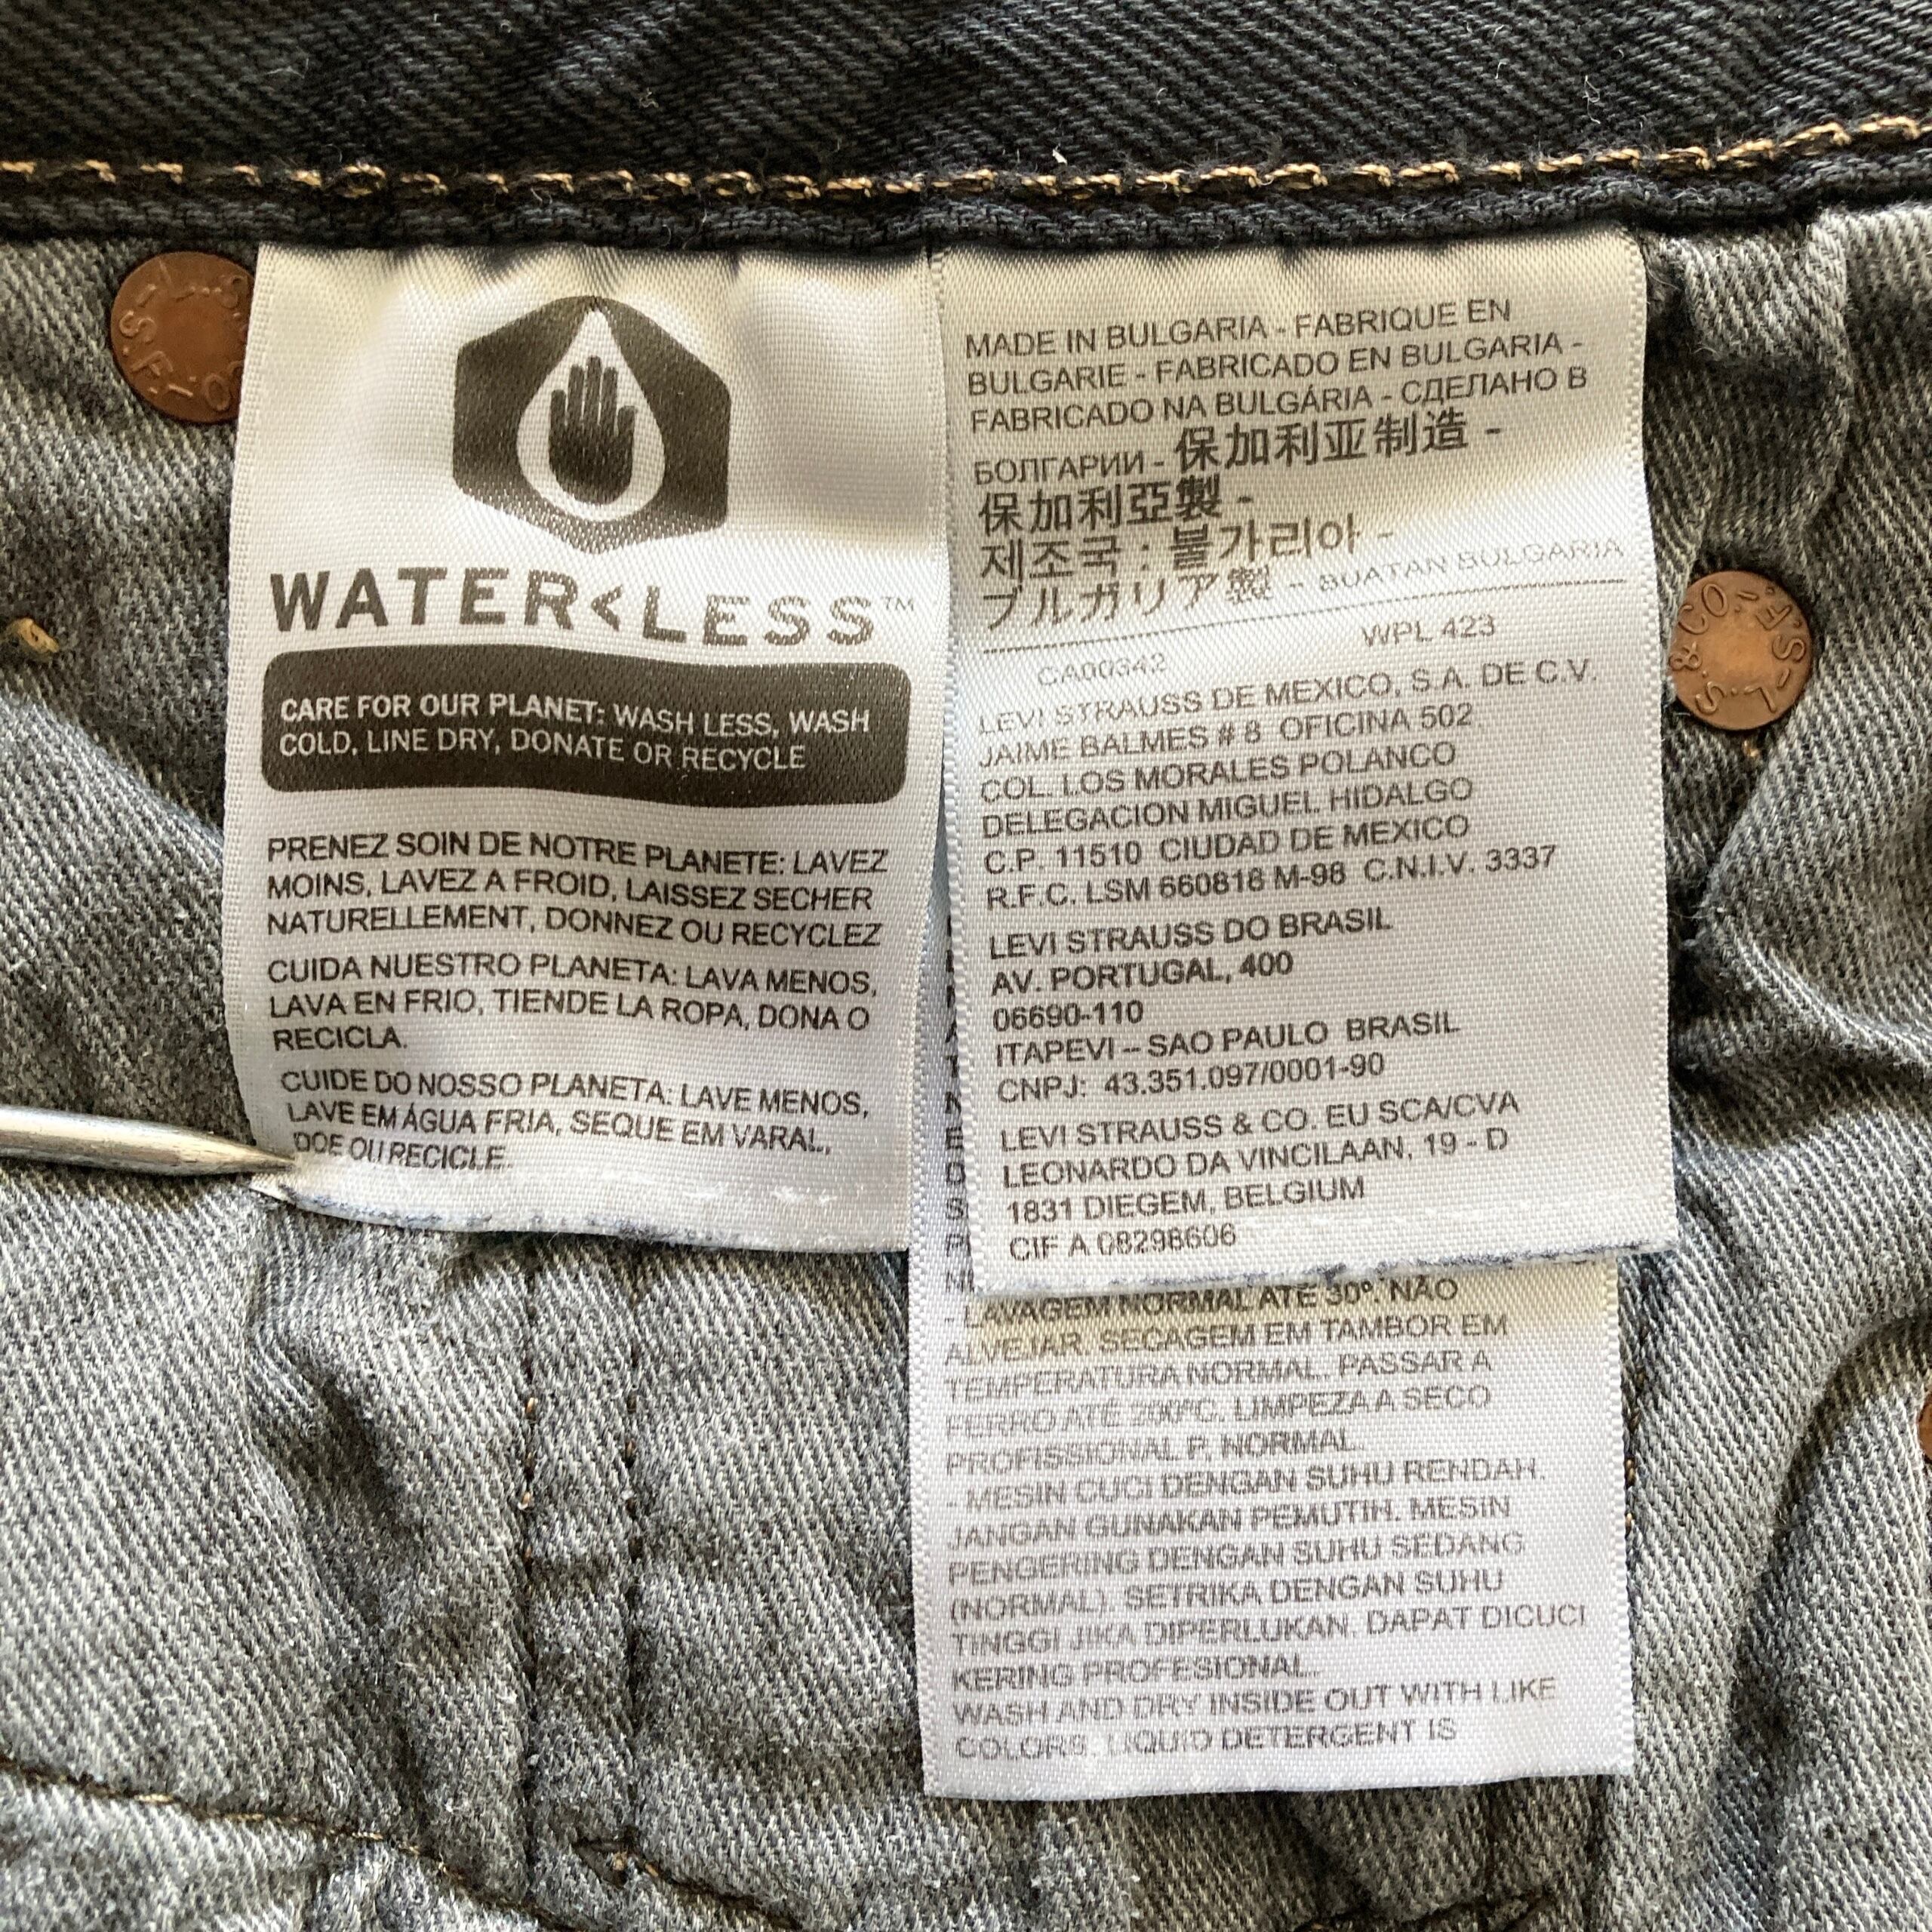 WATER<LESS™
CARE FOR OUR PLANET: WASH LESS, WASH
COLD, LINE DRY, DONATE OR RECYCLE
PRENEZ SOIN DE NOTRE PLANETE: LAVEZ
MOINS, LAVEZ A FROID, LAISSEZ SECHER
NATURELLEMENT, DONNEZ OU RECYCLEZ
CUIDA NUESTRO PLANETA: LAVA MENOS,
LAVA EN FRIO, TIENDE LA ROPA, DONA O
RECICLA.
CUIDE DO NOSSO PLANETA: LAVE MENOS,
LAVE EM ÁGUA FRIA, SEQUE EM VARAL,
DOE OU RECICLE.
MADE IN BULGARIA - FABRIQUE EN
BULGARIE - FABRICADO EN BULGARIA -
FABRICADO NA BULGÁRIA - СДЕЛАНО В
БОЛГАРИИ - 保加利亚制造 -
保加利亞製 -
제조국 : 불가리아 -
ブルガリア製 - BUATAN BULGARIA
CA00342 WPL 423
LEVI STRAUSS DE MEXICO, S.A. DE C.V.
JAIME BALMES # 8 OFICINA 502
COL. LOS MORALES POLANCO
DELEGACION MIGUEL HIDALGO
C.P. 11510 CIUDAD DE MEXICO
R.F.C. LSM 660818 M-98 C.N.I.V. 3337
LEVI STRAUSS DO BRASIL
AV. PORTUGAL, 400
06690-110
ITAPEVI – SAO PAULO BRASIL
CNPJ: 43.351.097/0001-90
LEVI STRAUSS & CO. EU SCA/CVA
LEONARDO DA VINCILAAN, 19 - D
1831 DIEGEM, BELGIUM
CIF A 08298606
- LAVAGEM NORMAL ATÉ 30º. NÃO
ALVEJAR. SECAGEM EM TAMBOR EM
TEMPERATURA NORMAL. PASSAR A
FERRO ATÉ 200ºC. LIMPEZA A SECO
PROFISSIONAL P. NORMAL.
- MESIN CUCI DENGAN SUHU RENDAH.
JANGAN GUNAKAN PEMUTIH. MESIN
PENGERING DENGAN SUHU SEDANG
(NORMAL). SETRIKA DENGAN SUHU
TINGGI JIKA DIPERLUKAN. DAPAT DICUCI
KERING PROFESIONAL.
WASH AND DRY INSIDE OUT WITH LIKE
COLORS. LIQUID DETERGENT IS